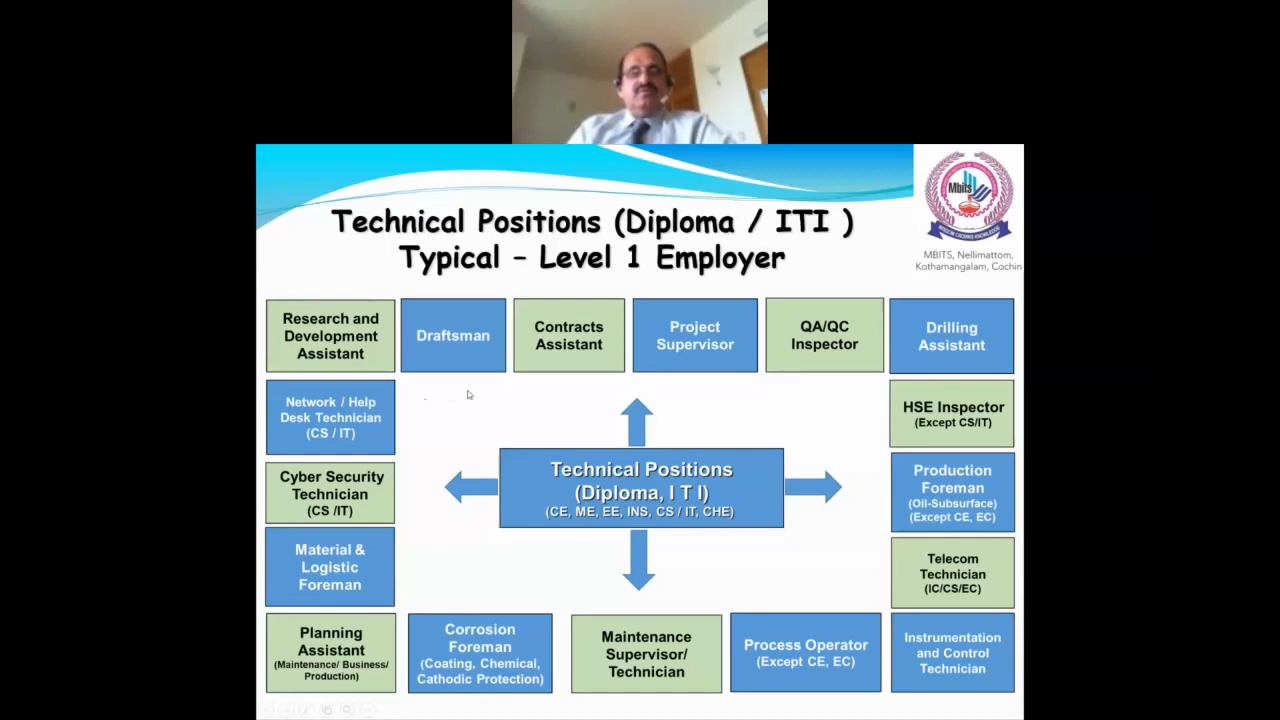 Mbits
WISDOM CROWNS KNOWLEDGE
MBITS, Nellimattom,
Kothamangalam, Cochin
Technical Positions (Diploma / ITI )
Typical – Level 1 Employer
Research and
Development
Assistant
Draftsman
Contracts
Assistant
Project
Supervisor
QA/QC
Inspector
Drilling
Assistant
Network / Help
Desk Technician
(CS / IT)
HSE Inspector
(Except CS/IT)
Cyber Security
Technician
(CS /IT)
Technical Positions
(Diploma, I T I)
(CE, ME, EE, INS, CS / IT, CHE)
Production
Foreman
(Oil-Subsurface)
(Except CE, EC)
Material &
Logistic
Foreman
Telecom
Technician
(IC/CS/EC)
Planning
Assistant
(Maintenance/ Business/
Production)
Corrosion
Foreman
(Coating, Chemical,
Cathodic Protection)
Maintenance
Supervisor/
Technician
Process Operator
(Except CE, EC)
Instrumentation
and Control
Technician